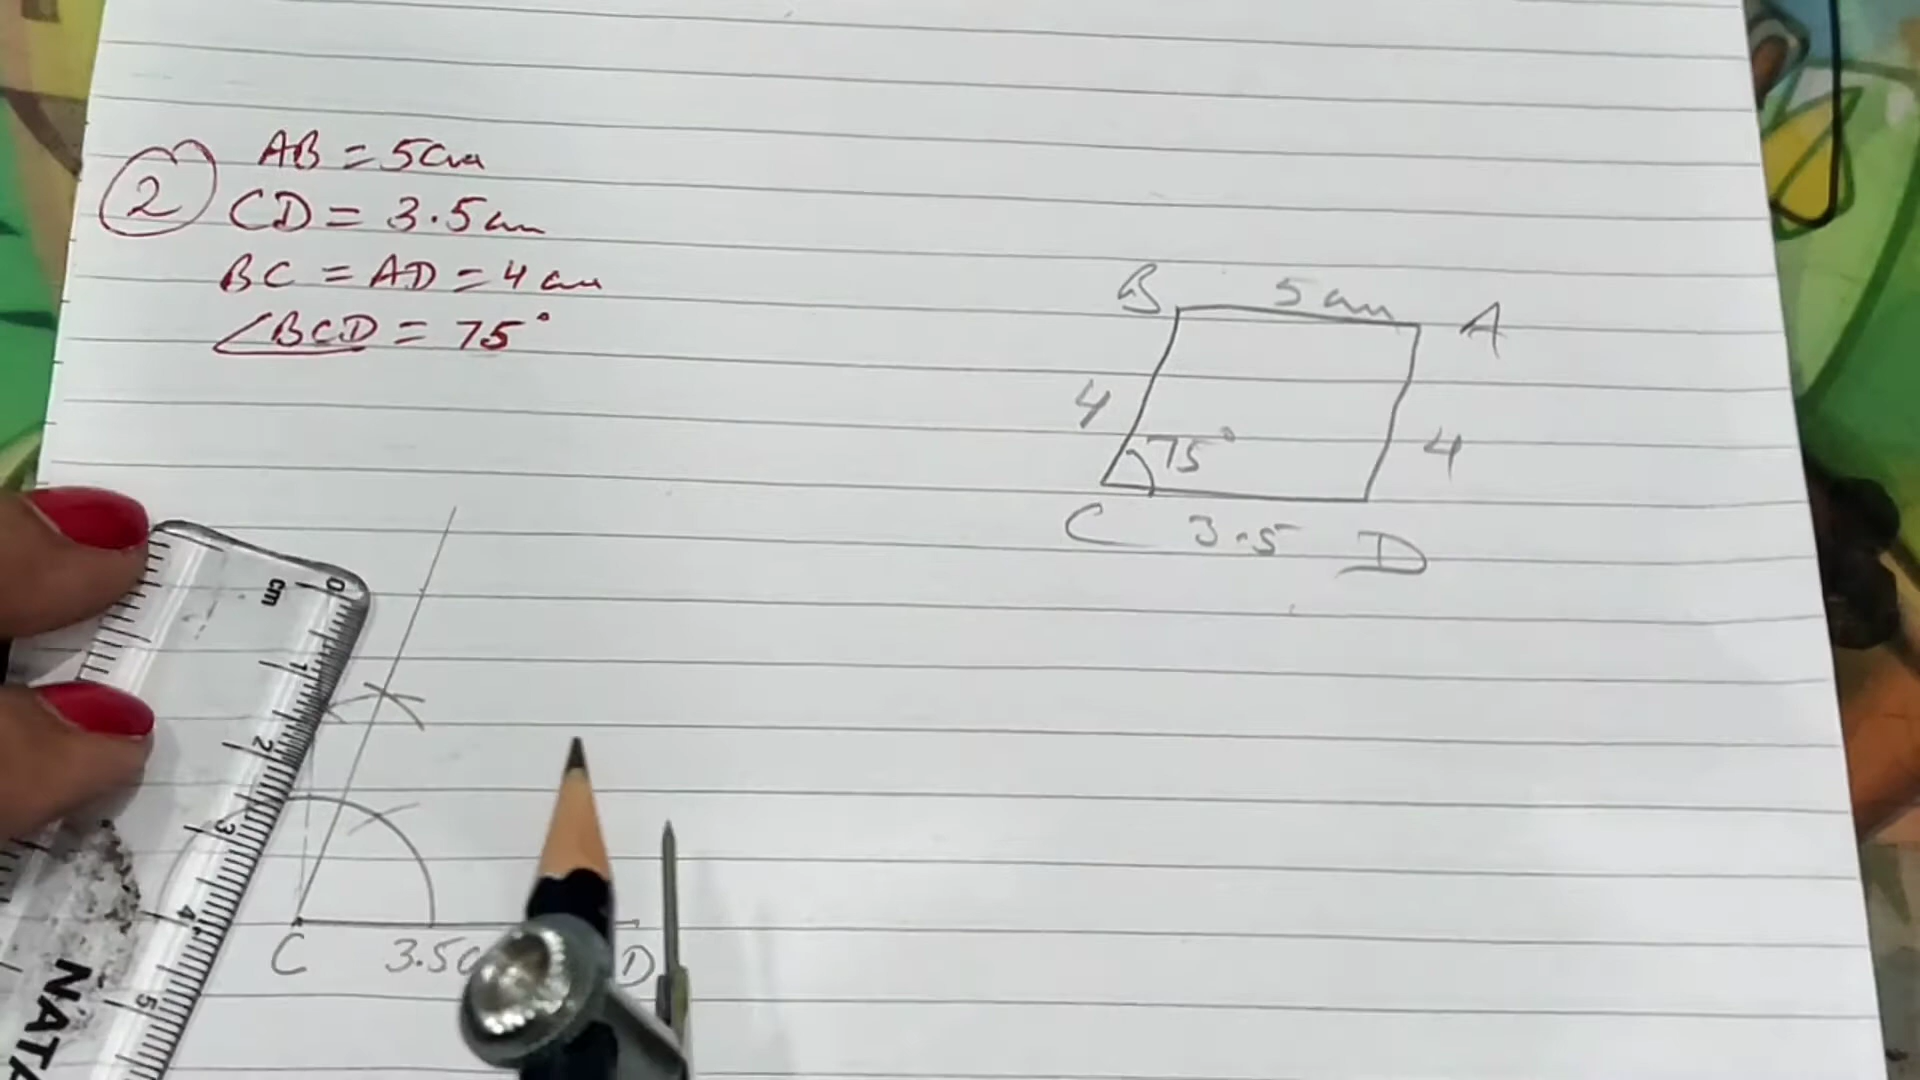 AB = 5cm
② CD = 3.5cm
BC = AD = 4cm
∠BCD = 75°
B 5cm A
4 75° 4
C 3.5 D
cm 0
1
2
3
4
5
NATA
C 3.5c D